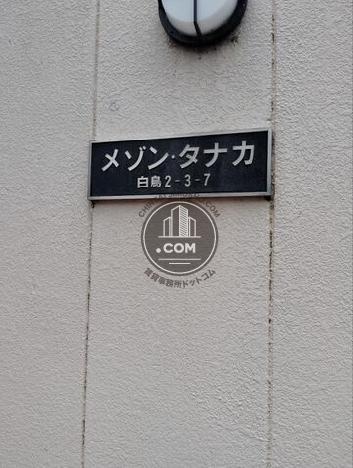 メゾン・タナカ
白鳥2-3-7
.COM
賃貸事務所ドットコム